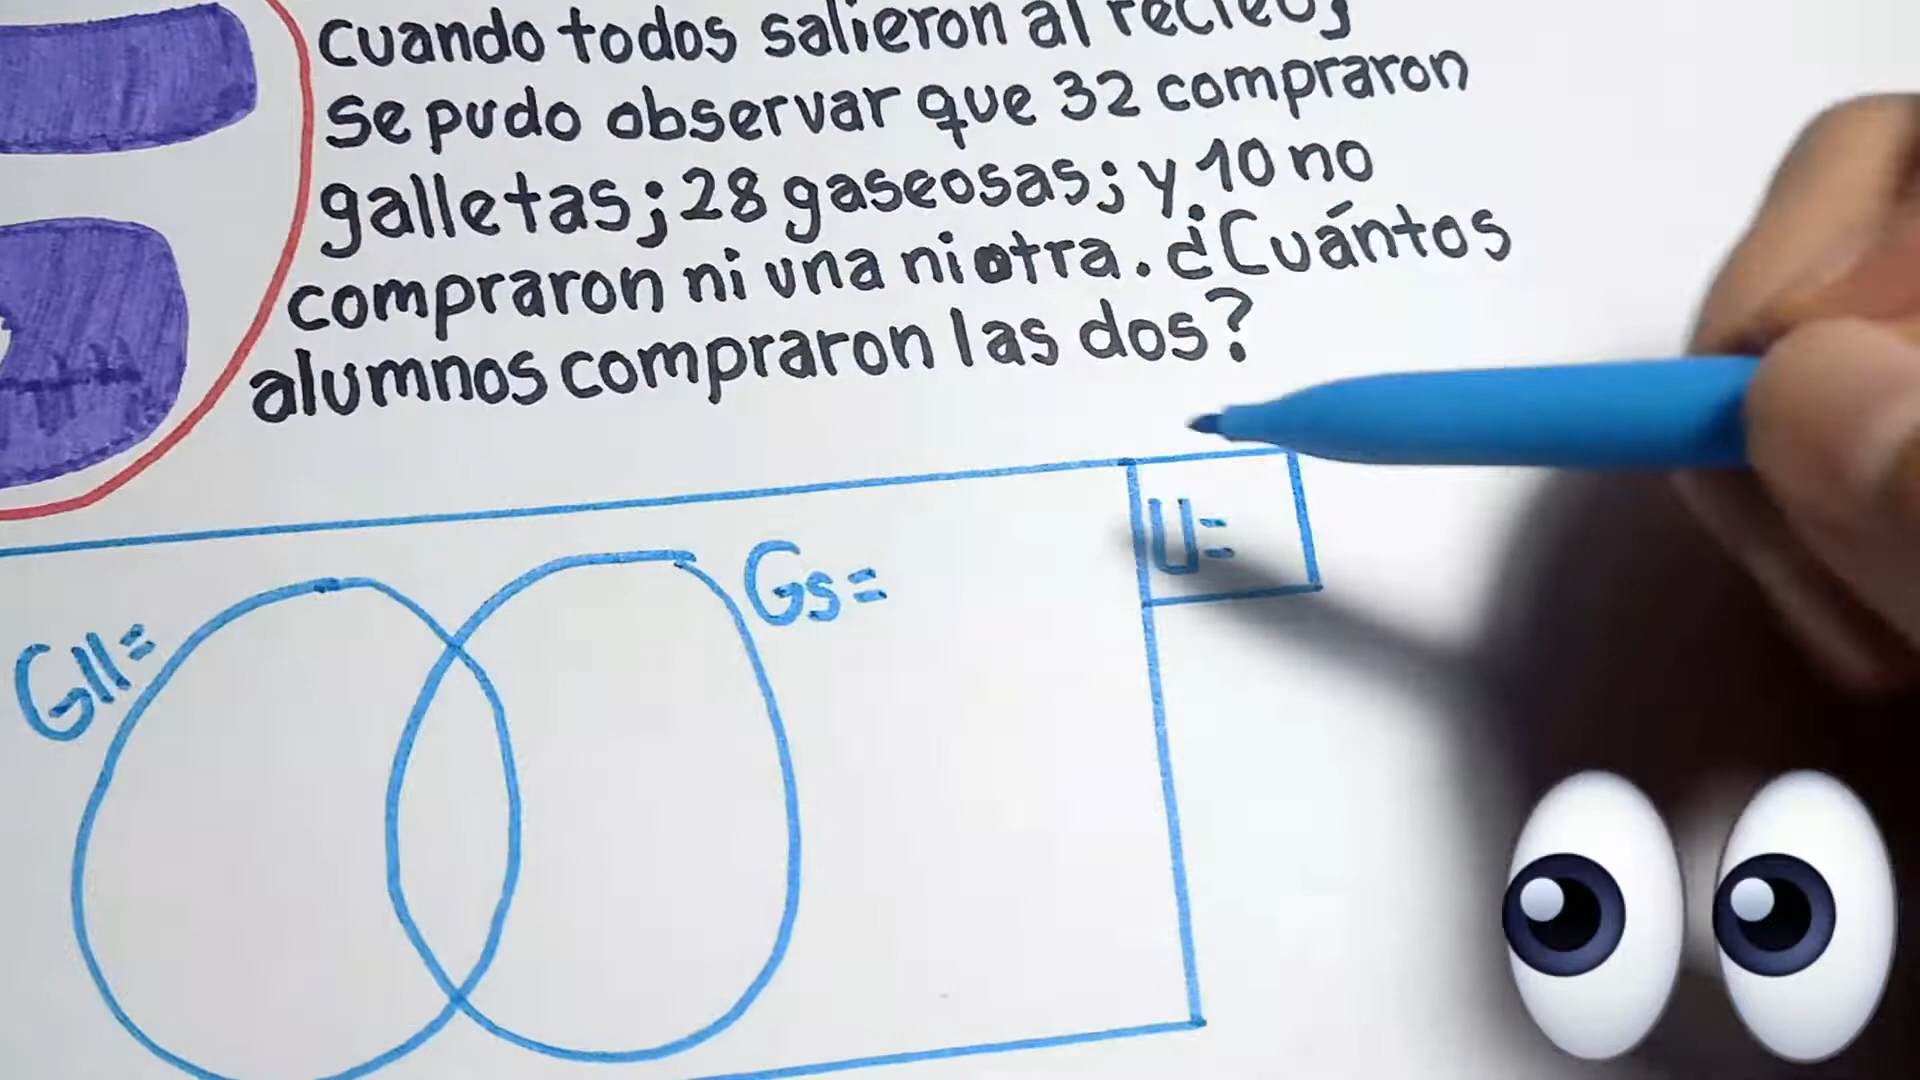 cuando todos salieron al recreo;
se pudo observar que 32 compraron
galletas; 28 gaseosas; y 10 no
compraron ni una ni otra. ¿Cuántos
alumnos compraron las dos?
U=
Gs=
Gll=